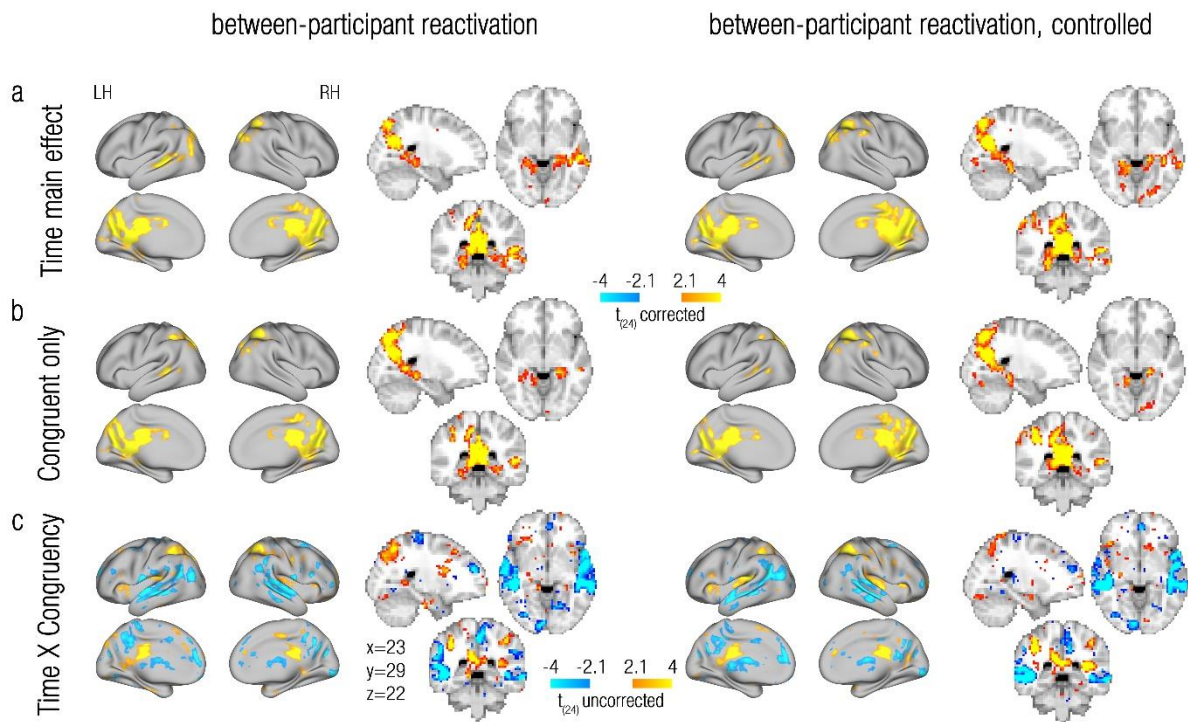 between-participant reactivation
between-participant reactivation, controlled
a
Time main effect
LH
RH
-4 -2.1 2.1 4
t(24) corrected
b
Congruent only
c
Time X Congruency
x=23
y=29
z=22
-4 -2.1 2.1 4
t(24) uncorrected